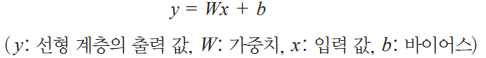 y = Wx + b
(y: 선형 계층의 출력 값, W: 가중치, x: 입력 값, b: 바이어스)